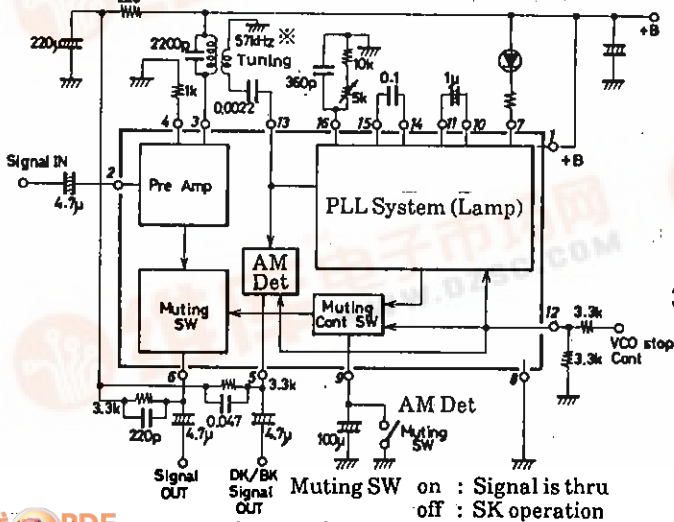 220μ
+B
2200p
57kHz ※
Tuning
0.0022
1k
360p
10k
5k
0.1
1μ
4 3 13 16 15 14 11 10 7
1
+B
Signal IN
2
4.7μ
Pre Amp
PLL System (Lamp)
AM
Det
Muting
SW
Muting
Cont SW
12
3.3k
VCO stop
Cont
3.3k
6 5 9 8
3.3k
3.3k
220p
4.7μ
0.047
4.7μ
100μ
AM Det
Muting
SW
Signal
OUT
DK/BK
Signal
OUT
Muting SW on : Signal is thru
off : SK operation
PDF
WWW.DZSC.COM